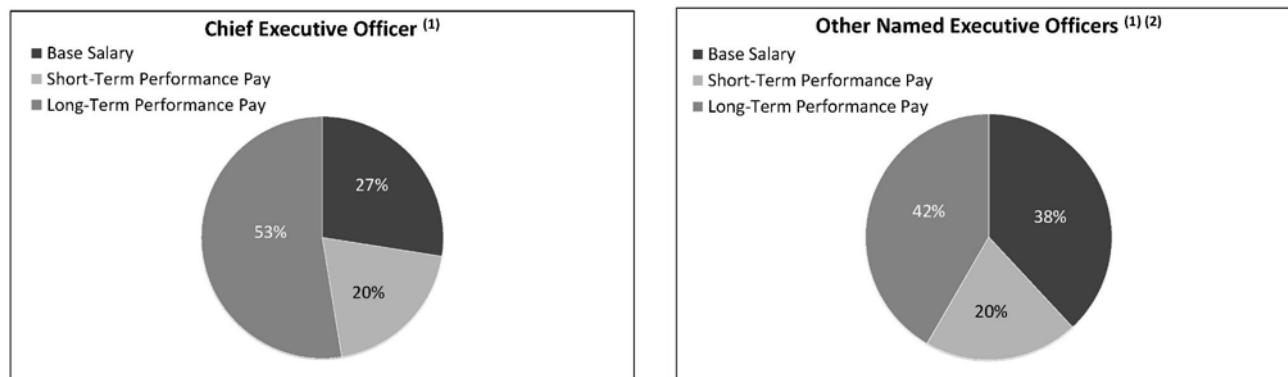 Chief Executive Officer (1)
Base Salary
Short-Term Performance Pay
Long-Term Performance Pay
27%
53%
20%
Other Named Executive Officers (1) (2)
Base Salary
Short-Term Performance Pay
Long-Term Performance Pay
42%
38%
20%